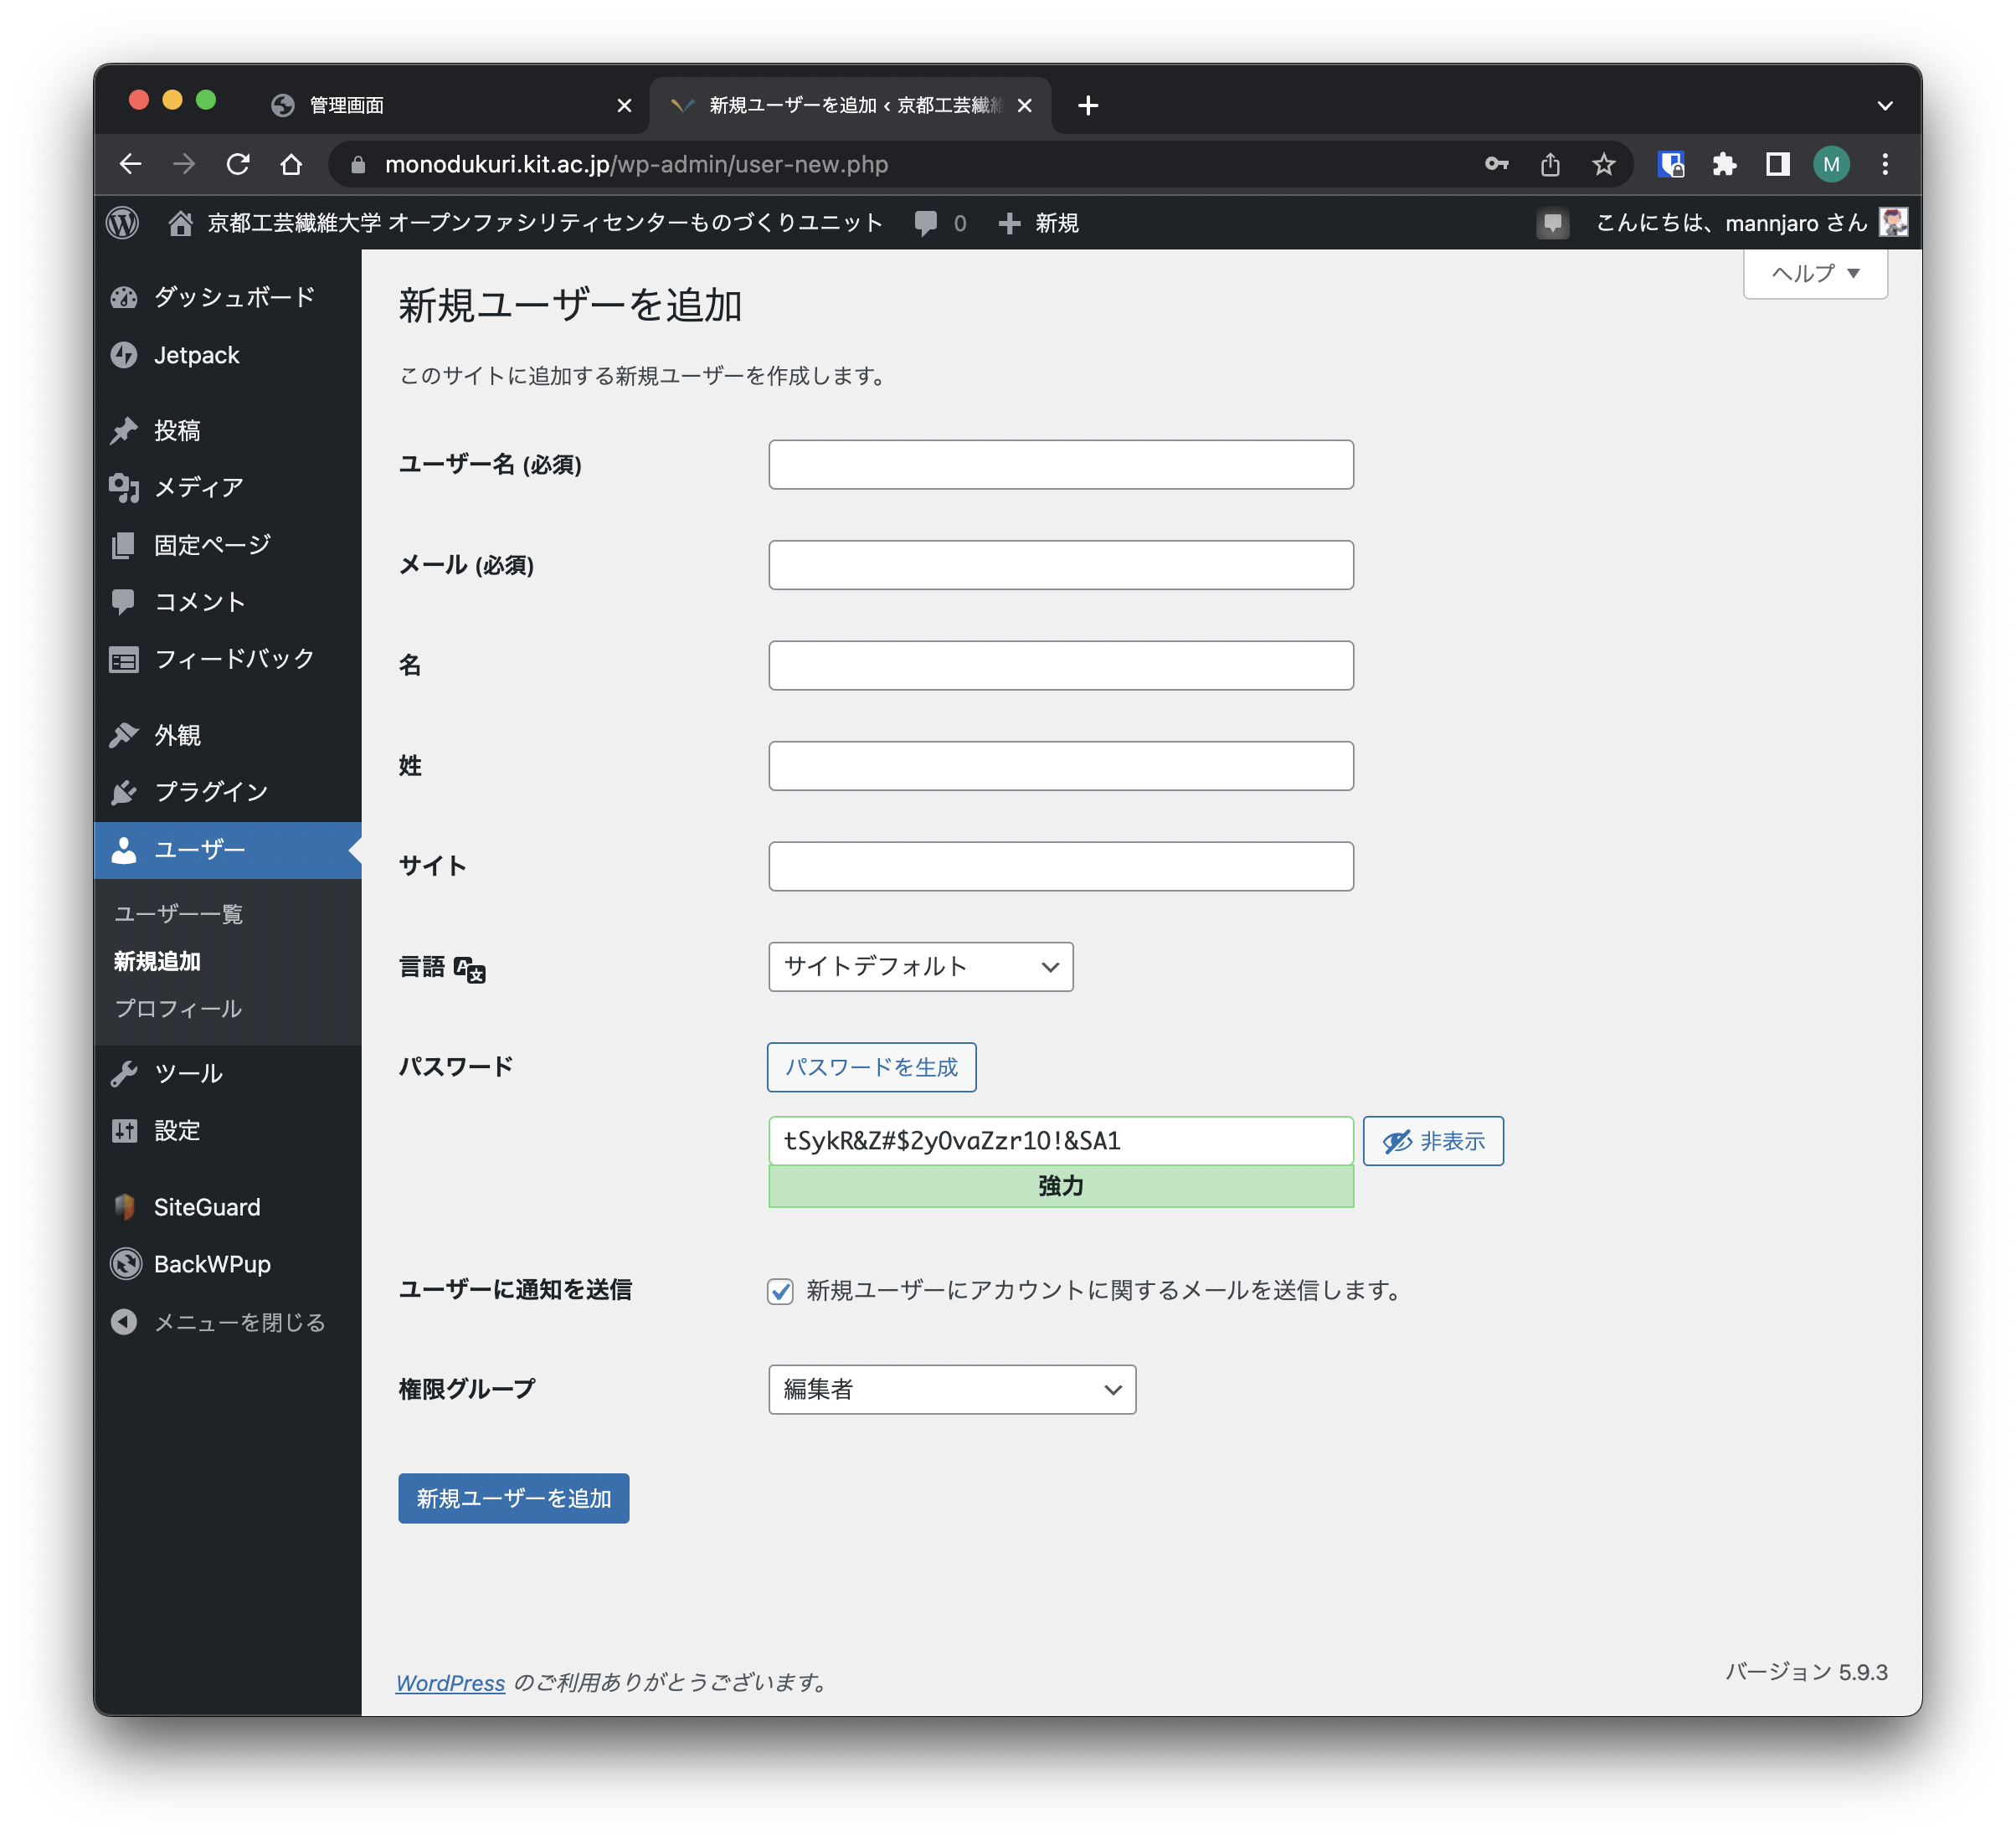 管理画面
新規ユーザーを追加 ‹ 京都工芸繊維
monodukuri.kit.ac.jp/wp-admin/user-new.php
M
京都工芸繊維大学 オープンファシリティセンターものづくりユニット
0
新規
こんにちは、mannjaro さん
ダッシュボード
Jetpack
投稿
メディア
固定ページ
コメント
フィードバック
外観
プラグイン
ユーザー
ユーザー一覧
新規追加
プロフィール
ツール
設定
SiteGuard
BackWPup
メニューを閉じる
ヘルプ ▼
新規ユーザーを追加
このサイトに追加する新規ユーザーを作成します。
ユーザー名 (必須)
メール (必須)
名
姓
サイト
言語
サイトデフォルト
パスワード
パスワードを生成
tSykR&Z#$2yOvaZzr1O!&SA1
非表示
強力
ユーザーに通知を送信
新規ユーザーにアカウントに関するメールを送信します。
権限グループ
編集者
新規ユーザーを追加
WordPress のご利用ありがとうございます。
バージョン 5.9.3